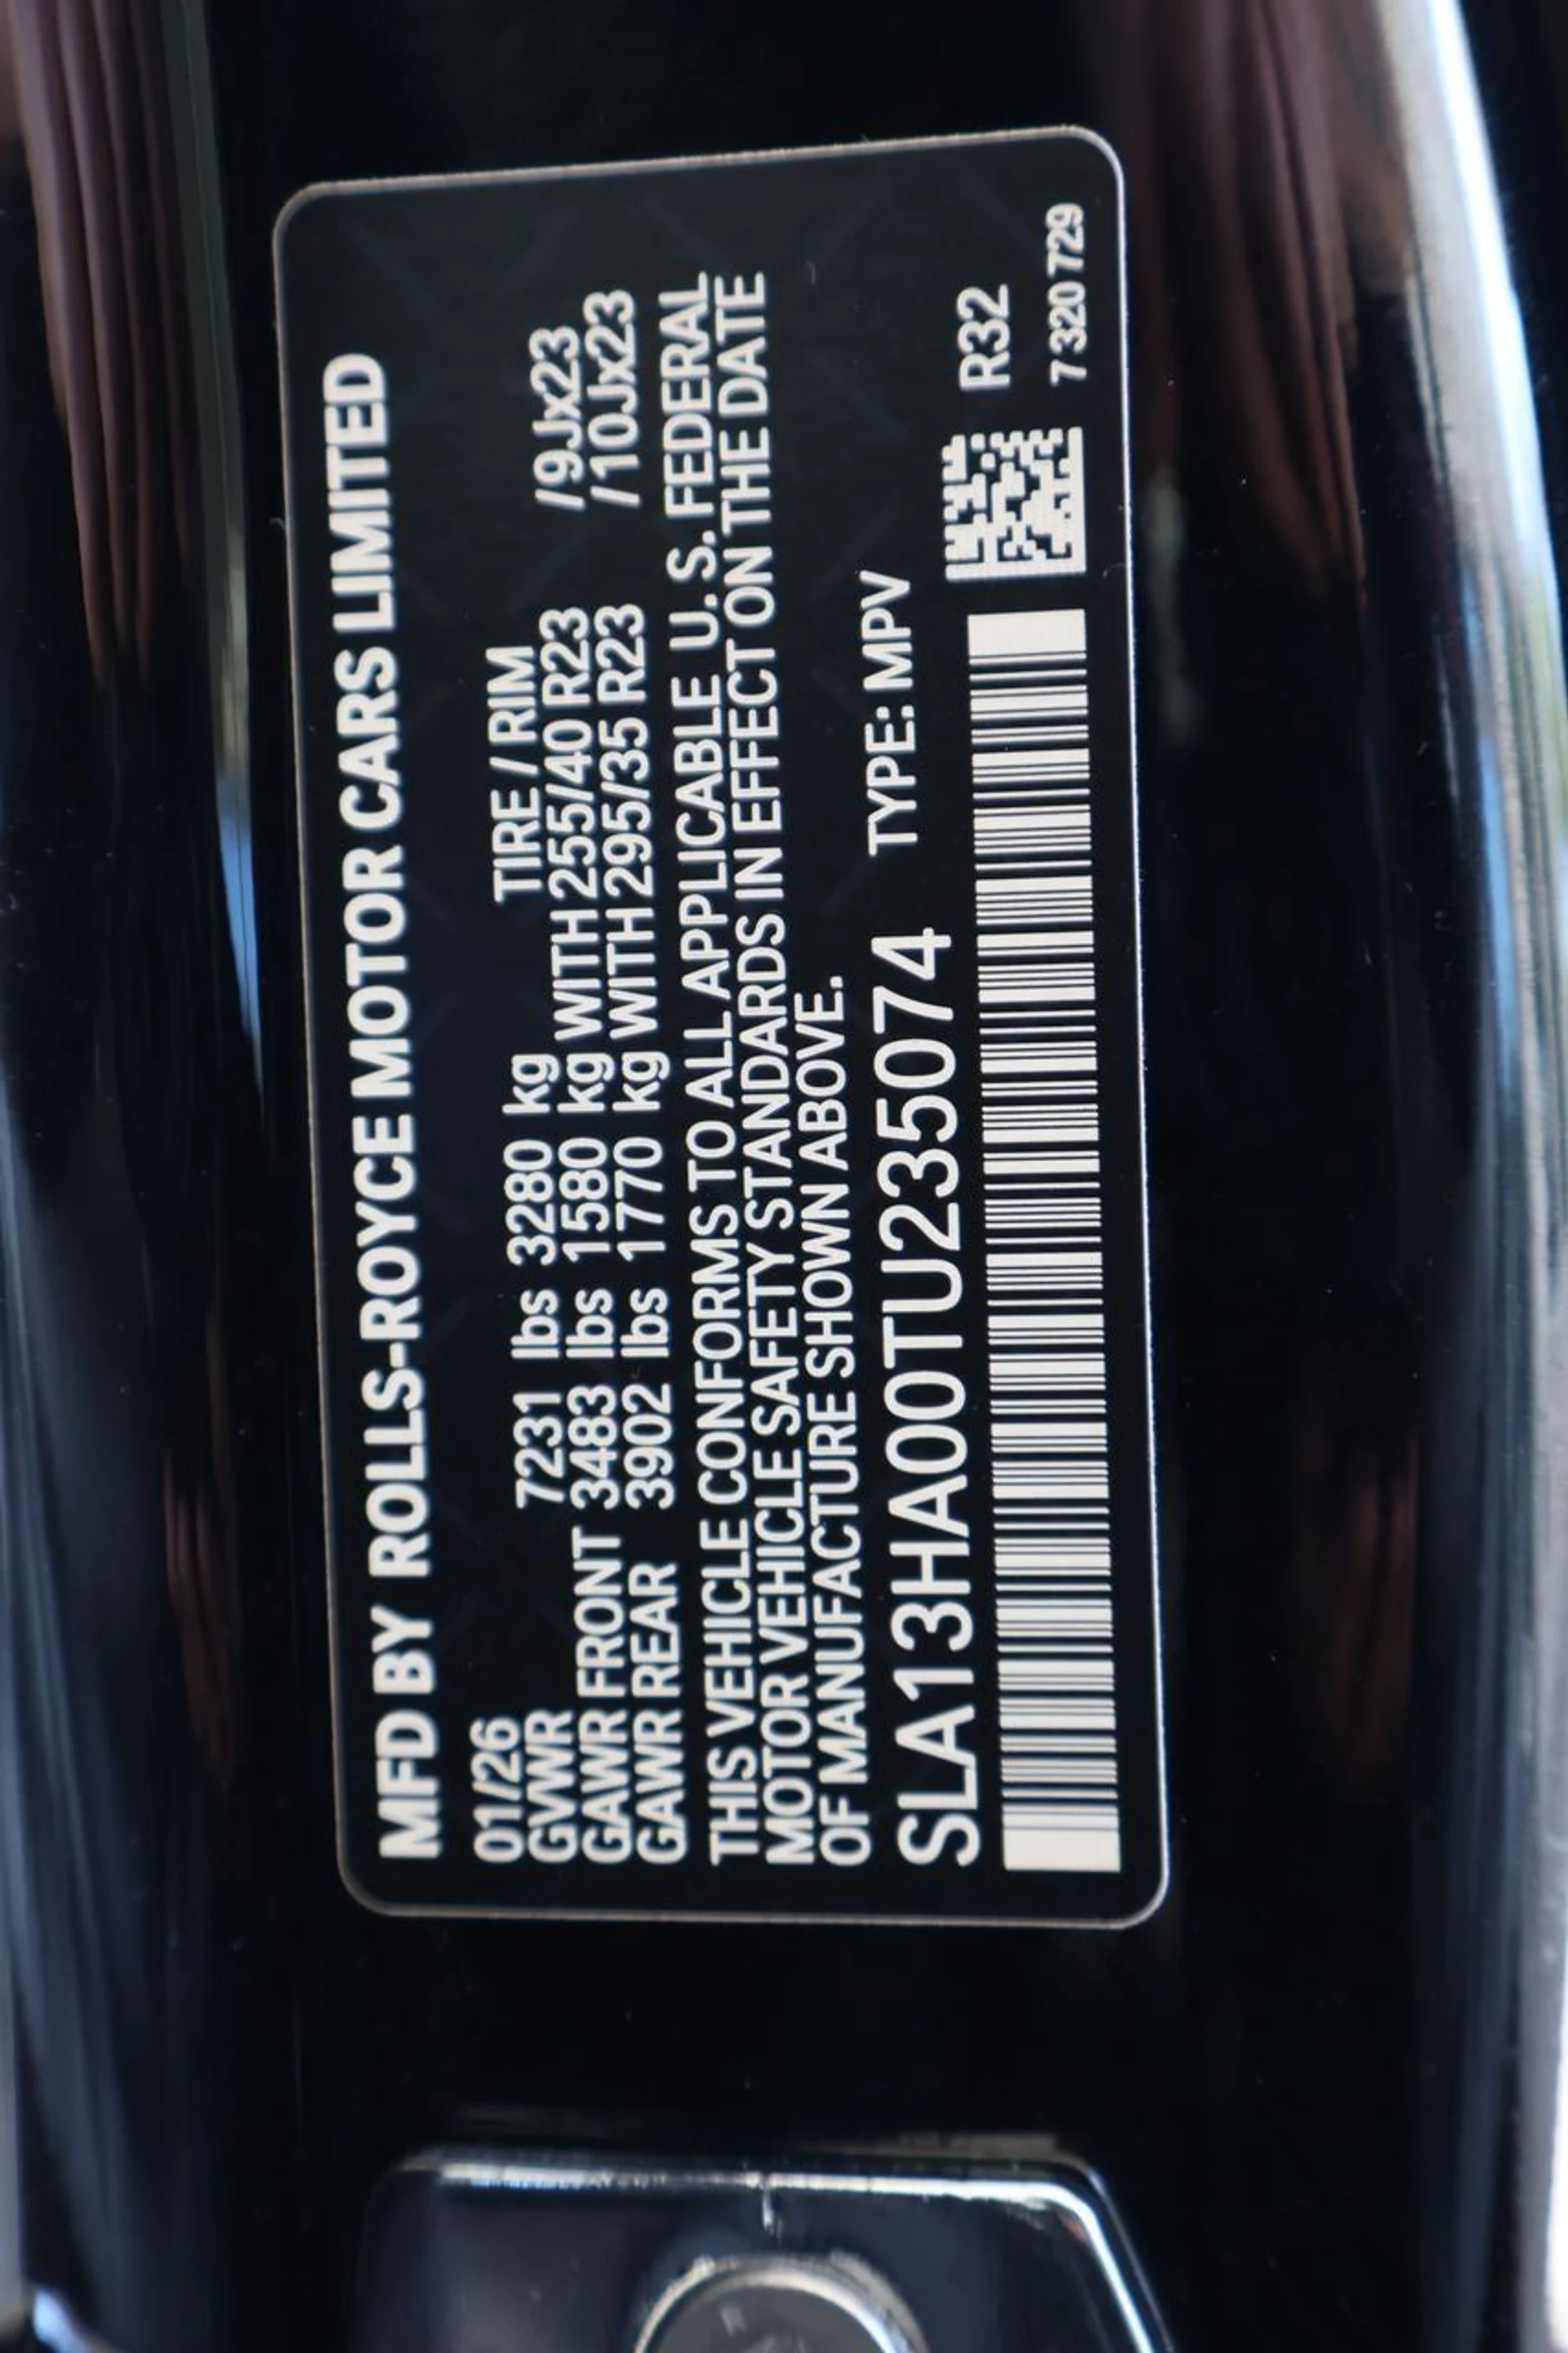 MFD BY ROLLS-ROYCE MOTOR CARS LIMITED
01/26 TIRE / RIM
GVWR 7231 lbs 3280 kg
GAWR FRONT 3483 lbs 1580 kg WITH 255/40 R23 /9Jx23
GAWR REAR 3902 lbs 1770 kg WITH 295/35 R23 /10Jx23
THIS VEHICLE CONFORMS TO ALL APPLICABLE U.S. FEDERAL
MOTOR VEHICLE SAFETY STANDARDS IN EFFECT ON THE DATE
OF MANUFACTURE SHOWN ABOVE.
SLA13HA00TU235074 TYPE: MPV
R32
7 320 729